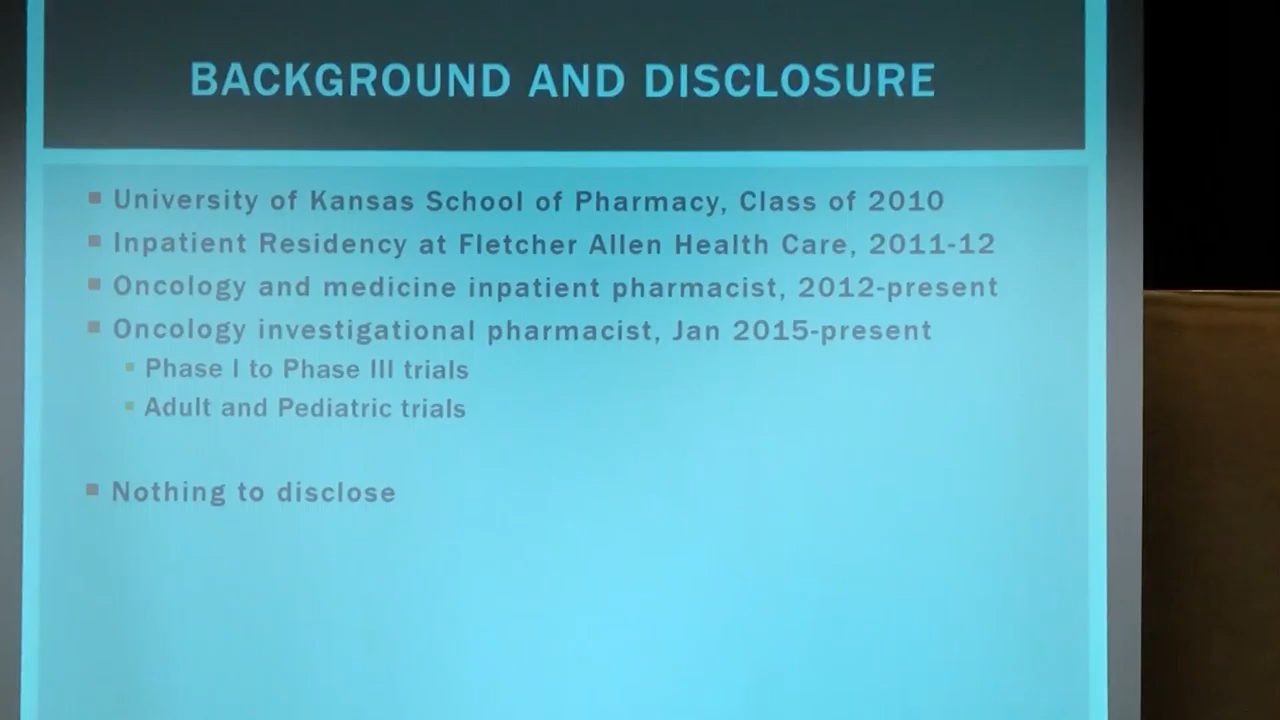 BACKGROUND AND DISCLOSURE
University of Kansas School of Pharmacy, Class of 2010
Inpatient Residency at Fletcher Allen Health Care, 2011-12
Oncology and medicine inpatient pharmacist, 2012-present
Oncology investigational pharmacist, Jan 2015-present
Phase I to Phase III trials
Adult and Pediatric trials
Nothing to disclose